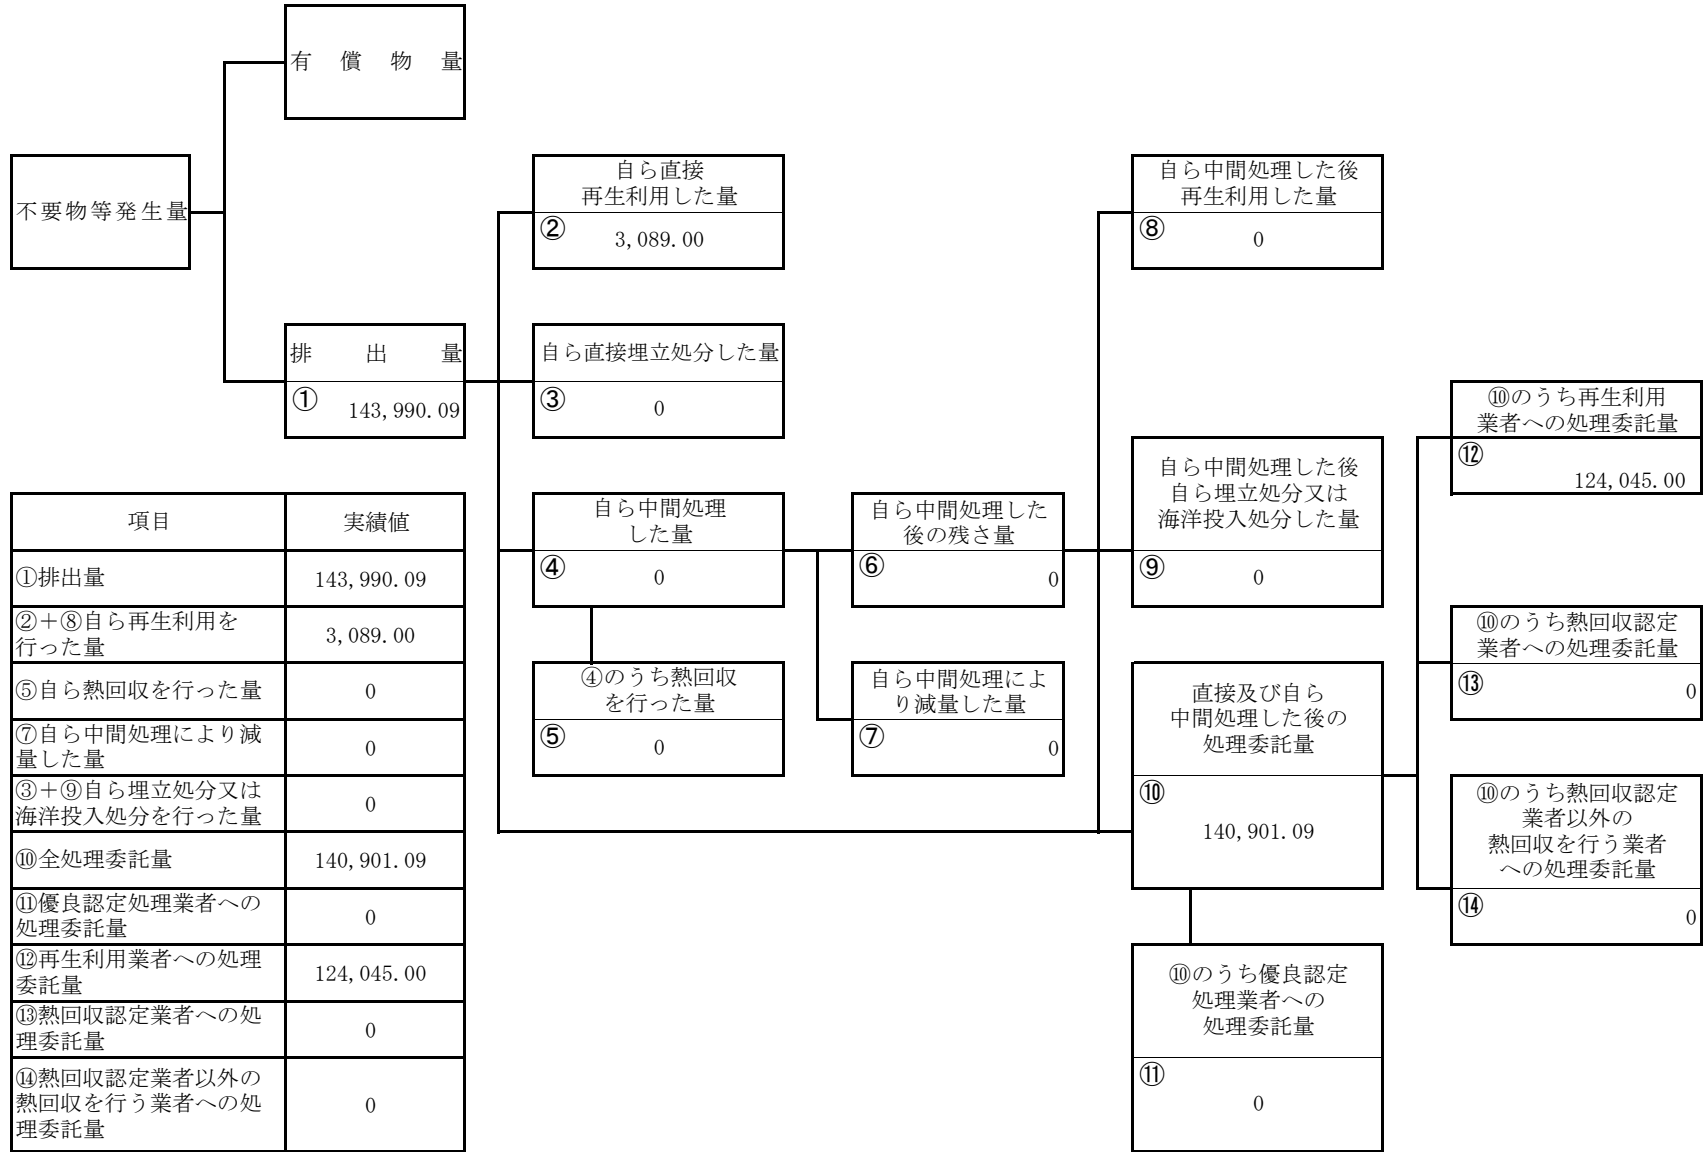 有償物量
不要物等発生量
排出量
① 143,990.09
自ら直接
再生利用した量
② 3,089.00
自ら直接埋立処分した量
③ 0
自ら中間処理
した量
④ 0
④のうち熱回収
を行った量
⑤ 0
自ら中間処理した
後の残さ量
⑥ 0
自ら中間処理によ
り減量した量
⑦ 0
自ら中間処理した後
再生利用した量
⑧ 0
自ら中間処理した後
自ら埋立処分又は
海洋投入処分した量
⑨ 0
直接及び自ら
中間処理した後の
処理委託量
⑩
140,901.09
⑩のうち優良認定
処理業者への
処理委託量
⑪
0
⑩のうち再生利用
業者への処理委託量
⑫
124,045.00
⑩のうち熱回収認定
業者への処理委託量
⑬ 0
⑩のうち熱回収認定
業者以外の
熱回収を行う業者
への処理委託量
⑭ 0
項目 実績値
①排出量 143,990.09
②＋⑧自ら再生利用を
行った量 3,089.00
⑤自ら熱回収を行った量 0
⑦自ら中間処理により減
量した量 0
③＋⑨自ら埋立処分又は
海洋投入処分を行った量 0
⑩全処理委託量 140,901.09
⑪優良認定処理業者への
処理委託量 0
⑫再生利用業者への処理
委託量 124,045.00
⑬熱回収認定業者への処
理委託量 0
⑭熱回収認定業者以外の
熱回収を行う業者への処
理委託量 0